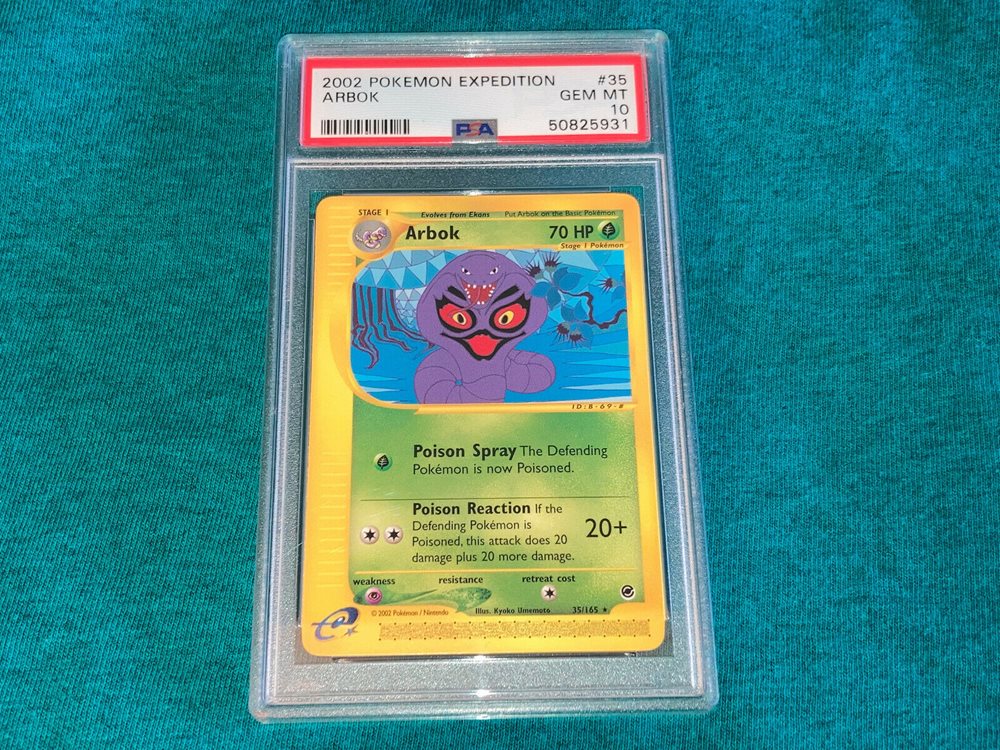 2002 POKEMON EXPEDITION #35
ARBOK GEM MT
10
PSA 50825931
STAGE 1 Evolves from Ekans Put Arbok on the Basic Pokémon.
Arbok 70 HP
Stage 1 Pokémon
ID:B-69-#
Poison Spray The Defending
Pokémon is now Poisoned.
Poison Reaction If the
Defending Pokémon is
Poisoned, this attack does 20
damage plus 20 more damage.
20+
weakness resistance retreat cost
© 2002 Pokémon / Nintendo Illus. Kyoko Umemoto 35/165 ★
e